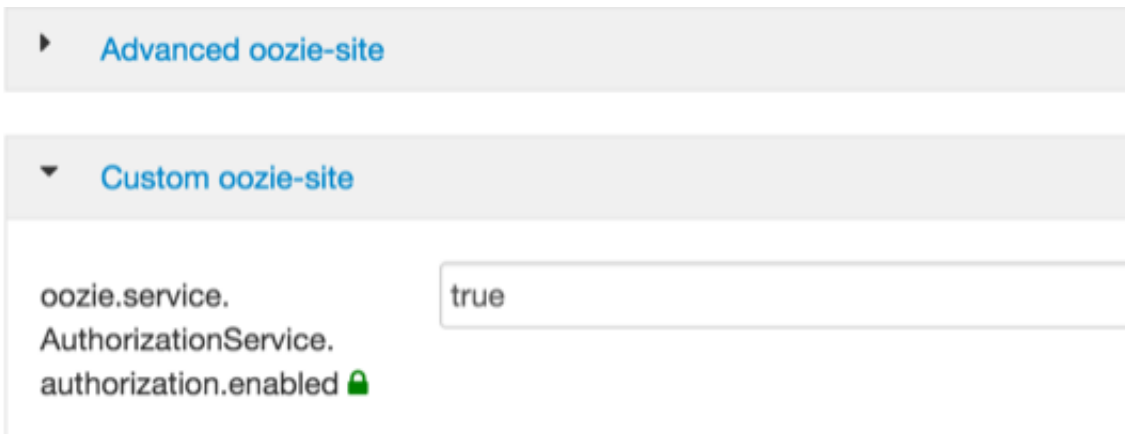 Advanced oozie-site
Custom oozie-site
oozie.service.
AuthorizationService.
authorization.enabled
true